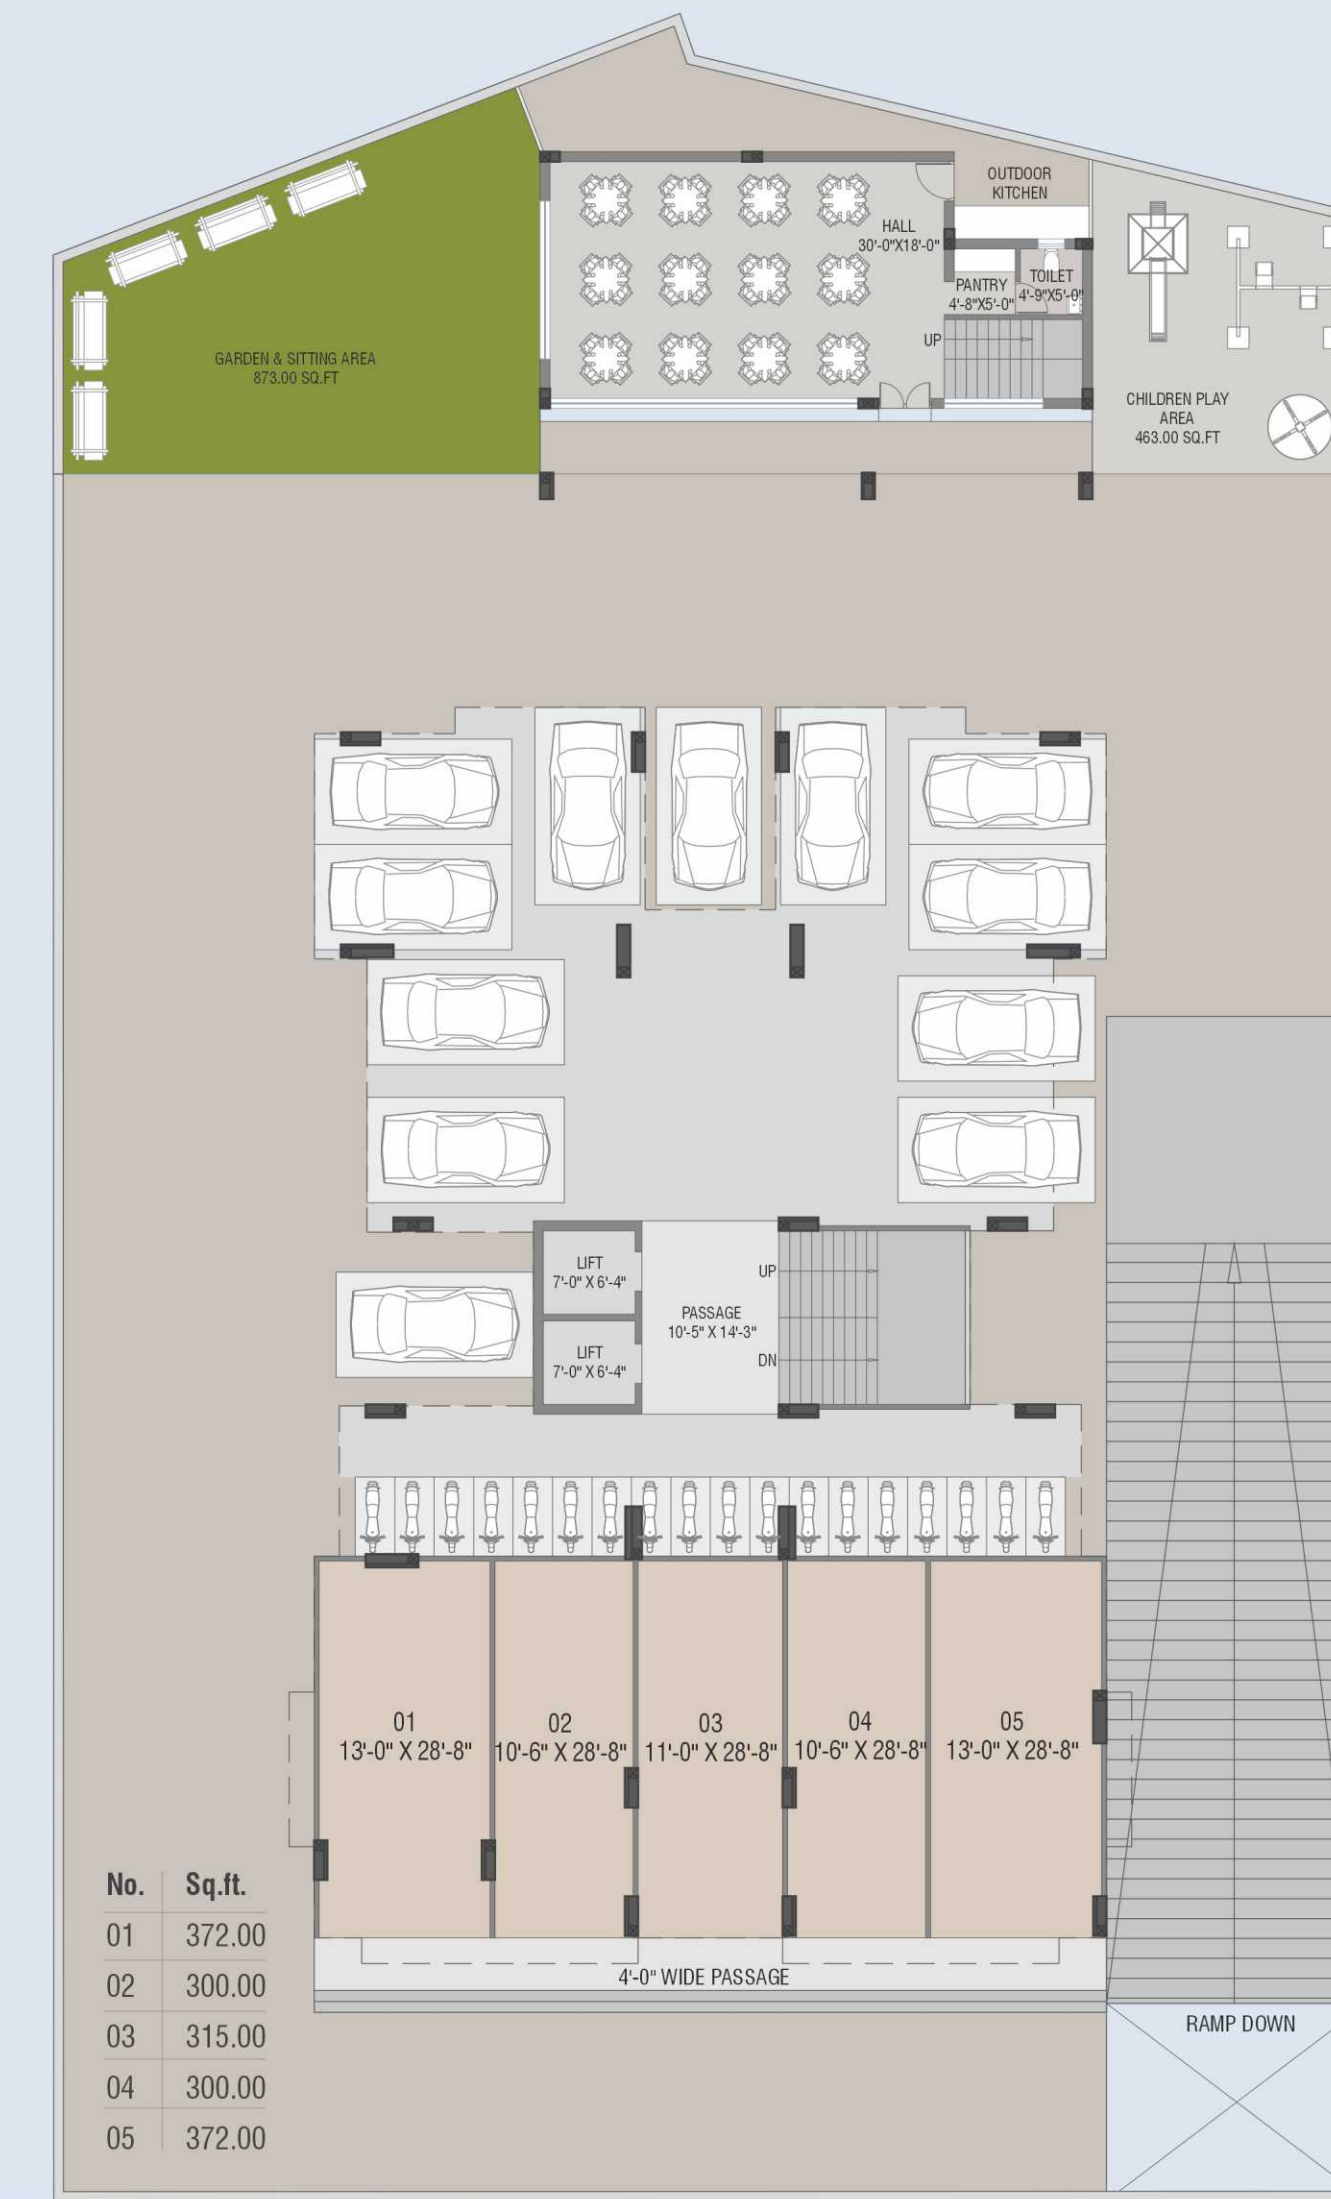 OUTDOOR
KITCHEN
HALL
30'-0"X18'-0"
PANTRY
4'-8"X5'-0"
TOILET
4'-9"X5'-0"
UP
GARDEN & SITTING AREA
873.00 SQ.FT
CHILDREN PLAY
AREA
463.00 SQ.FT
LIFT
7'-0" X 6'-4"
UP
PASSAGE
10'-5" X 14'-3"
LIFT
7'-0" X 6'-4"
DN
01
13'-0" X 28'-8"
02
10'-6" X 28'-8"
03
11'-0" X 28'-8"
04
10'-6" X 28'-8"
05
13'-0" X 28'-8"
No. Sq.ft.
01 372.00
02 300.00
03 315.00
04 300.00
05 372.00
4'-0" WIDE PASSAGE
RAMP DOWN